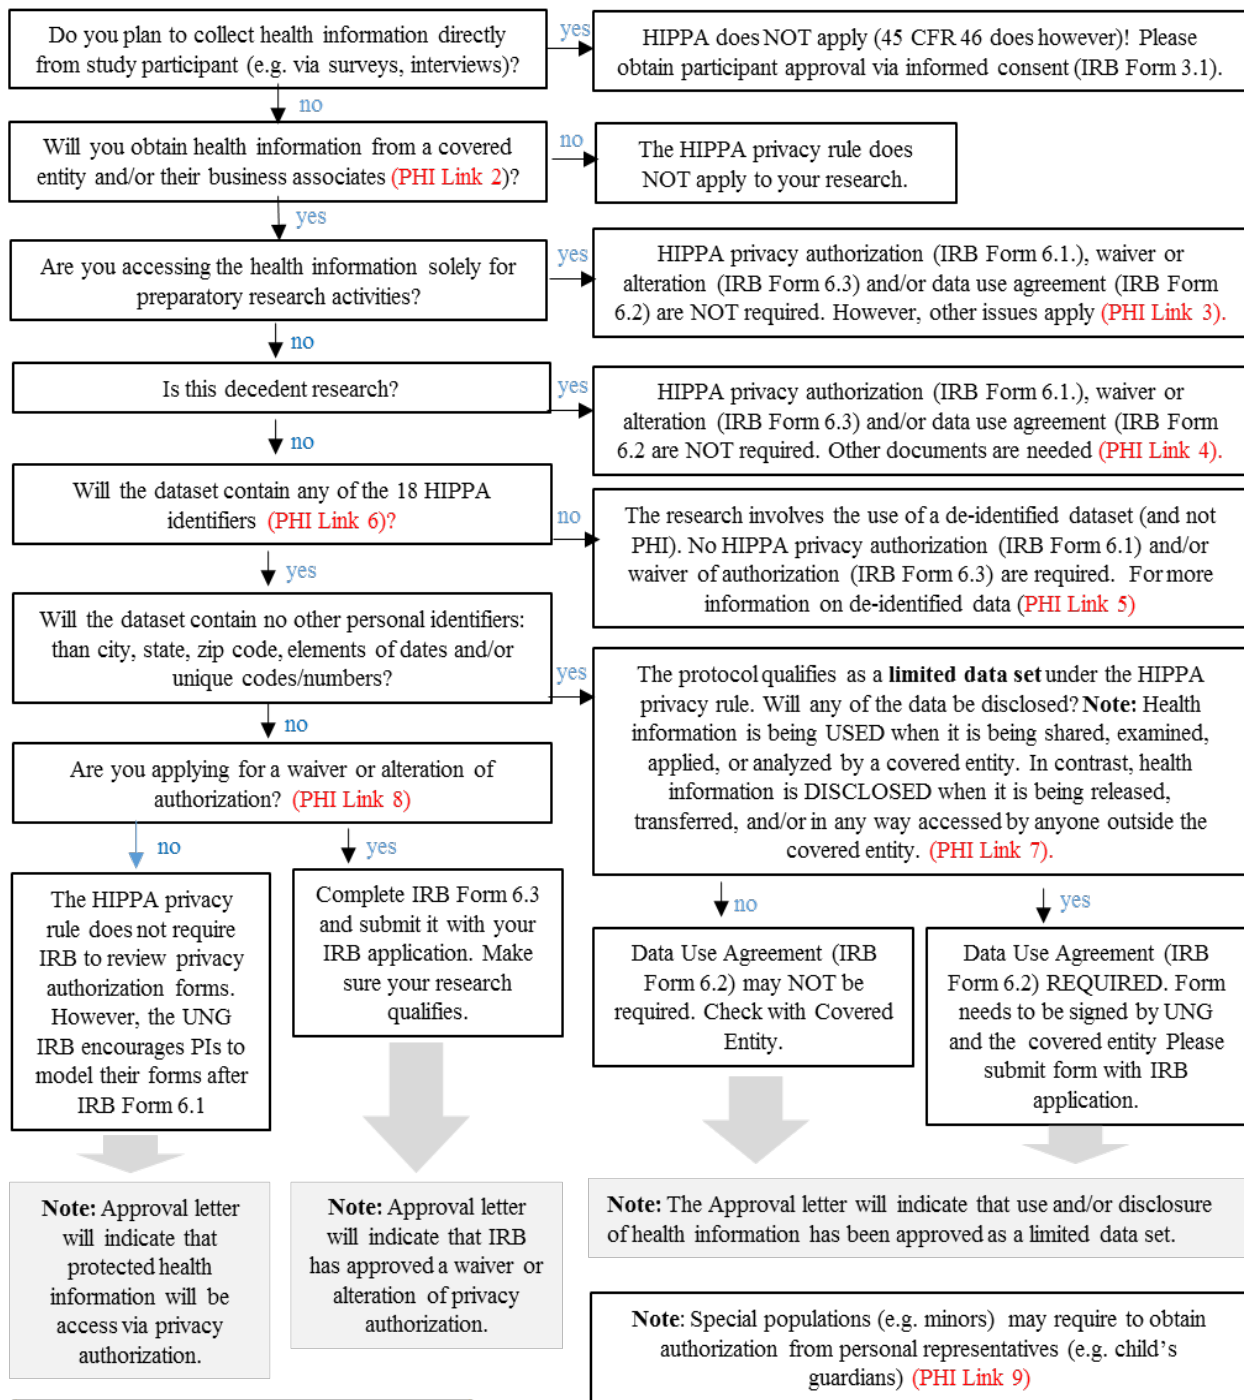 Do you plan to collect health information directly
from study participant (e.g. via surveys, interviews)?
yes
HIPPA does NOT apply (45 CFR 46 does however)! Please
obtain participant approval via informed consent (IRB Form 3.1).
no
Will you obtain health information from a covered
entity and/or their business associates (PHI Link 2)?
no
The HIPPA privacy rule does
NOT apply to your research.
yes
Are you accessing the health information solely for
preparatory research activities?
yes
HIPPA privacy authorization (IRB Form 6.1.), waiver or
alteration (IRB Form 6.3) and/or data use agreement (IRB Form
6.2) are NOT required. However, other issues apply (PHI Link 3).
no
Is this decedent research?
yes
HIPPA privacy authorization (IRB Form 6.1.), waiver or
alteration (IRB Form 6.3) and/or data use agreement (IRB Form
6.2 are NOT required. Other documents are needed (PHI Link 4).
no
Will the dataset contain any of the 18 HIPPA
identifiers (PHI Link 6)?
no
The research involves the use of a de-identified dataset (and not
PHI). No HIPPA privacy authorization (IRB Form 6.1) and/or
waiver of authorization (IRB Form 6.3) are required. For more
information on de-identified data (PHI Link 5)
yes
Will the dataset contain no other personal identifiers:
than city, state, zip code, elements of dates and/or
unique codes/numbers?
yes
The protocol qualifies as a limited data set under the HIPPA
privacy rule. Will any of the data be disclosed? Note: Health
information is being USED when it is being shared, examined,
applied, or analyzed by a covered entity. In contrast, health
information is DISCLOSED when it is being released,
transferred, and/or in any way accessed by anyone outside the
covered entity. (PHI Link 7).
no
Are you applying for a waiver or alteration of
authorization? (PHI Link 8)
no
yes
no
yes
The HIPPA privacy
rule does not require
IRB to review privacy
authorization forms.
However, the UNG
IRB encourages PIs to
model their forms after
IRB Form 6.1
Complete IRB Form 6.3
and submit it with your
IRB application. Make
sure your research
qualifies.
Data Use Agreement (IRB
Form 6.2) may NOT be
required. Check with Covered
Entity.
Data Use Agreement (IRB
Form 6.2) REQUIRED. Form
needs to be signed by UNG
and the covered entity Please
submit form with IRB
application.
Note: Approval letter
will indicate that
protected health
information will be
access via privacy
authorization.
Note: Approval letter
will indicate that IRB
has approved a waiver or
alteration of privacy
authorization.
Note: The Approval letter will indicate that use and/or disclosure
of health information has been approved as a limited data set.
Note: Special populations (e.g. minors) may require to obtain
authorization from personal representatives (e.g. child's
guardians) (PHI Link 9)